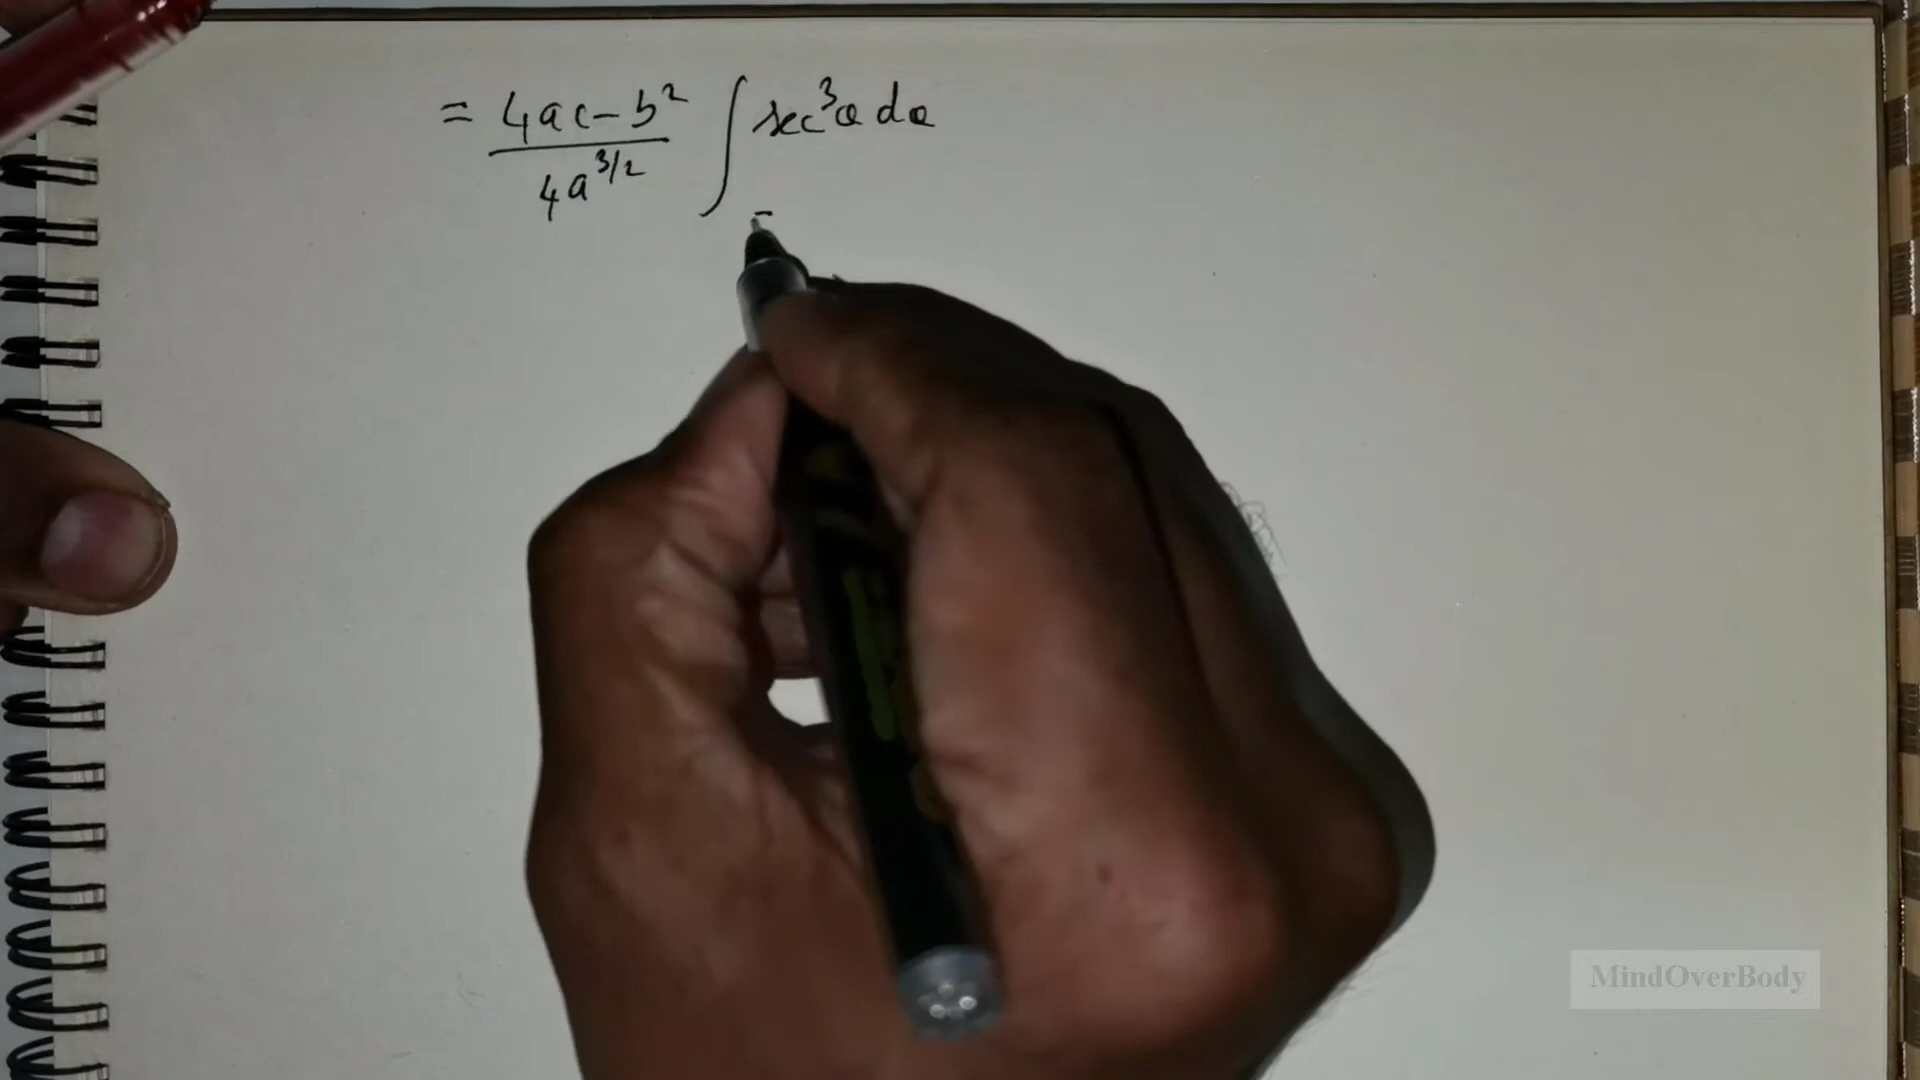 = 4ac-b² / 4a^3/2 ∫ sec³θ dθ
MindOverBody